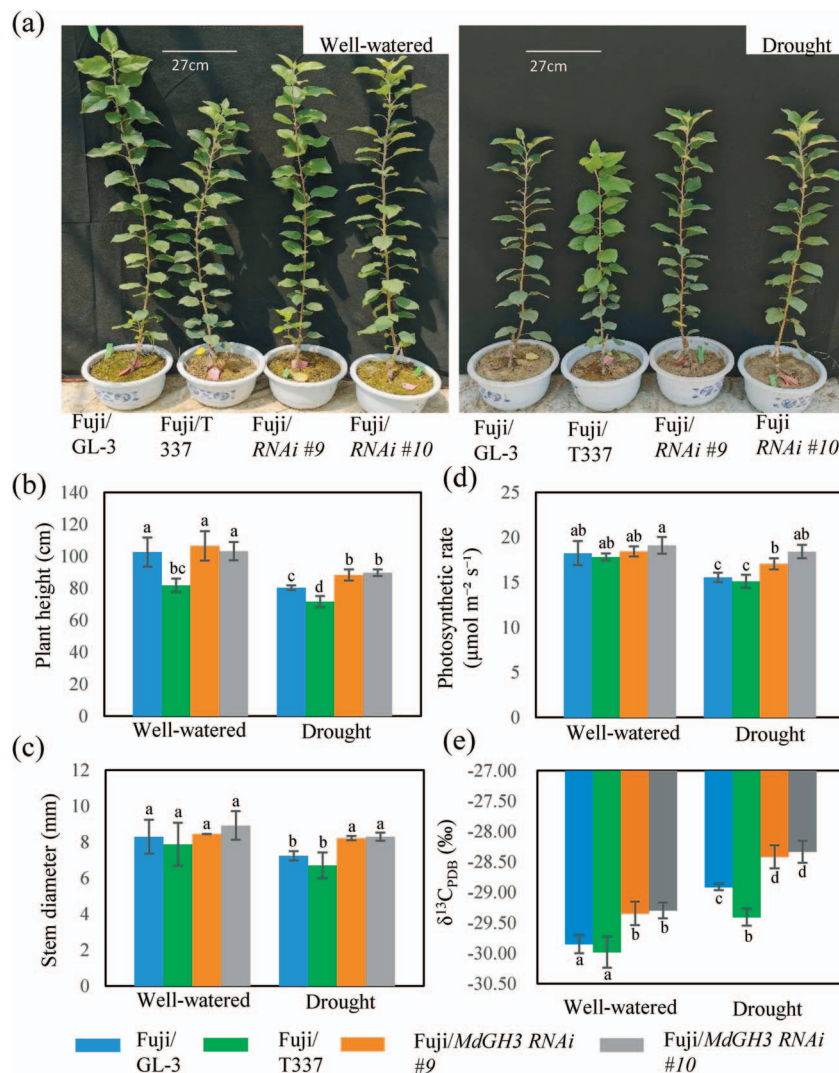 (a)
Well-watered
Drought
27cm
27cm
Fuji/
GL-3
Fuji/T
337
Fuji/
RNAi #9
Fuji/
RNAi #10
Fuji/
GL-3
Fuji/
T337
Fuji/
RNAi #9
Fuji
RNAi #10
(b)
Plant height (cm)
140
120
100
80
60
40
20
0
a
bc
a
a
c
d
b
b
Well-watered
Drought
(d)
Photosynthetic rate
(µmol m⁻² s⁻¹)
25
20
15
10
5
0
ab
ab
ab
a
c
c
b
ab
Well-watered
Drought
(c)
Stem diameter (mm)
12
10
8
6
4
2
0
a
a
a
a
b
b
a
a
Well-watered
Drought
(e)
δ¹³C_PDB (‰)
-27.00
-27.50
-28.00
-28.50
-29.00
-29.50
-30.00
-30.50
a
a
b
b
c
b
d
d
Well-watered
Drought
Fuji/
GL-3
Fuji/
T337
Fuji/MdGH3 RNAi
#9
Fuji/MdGH3 RNAi
#10